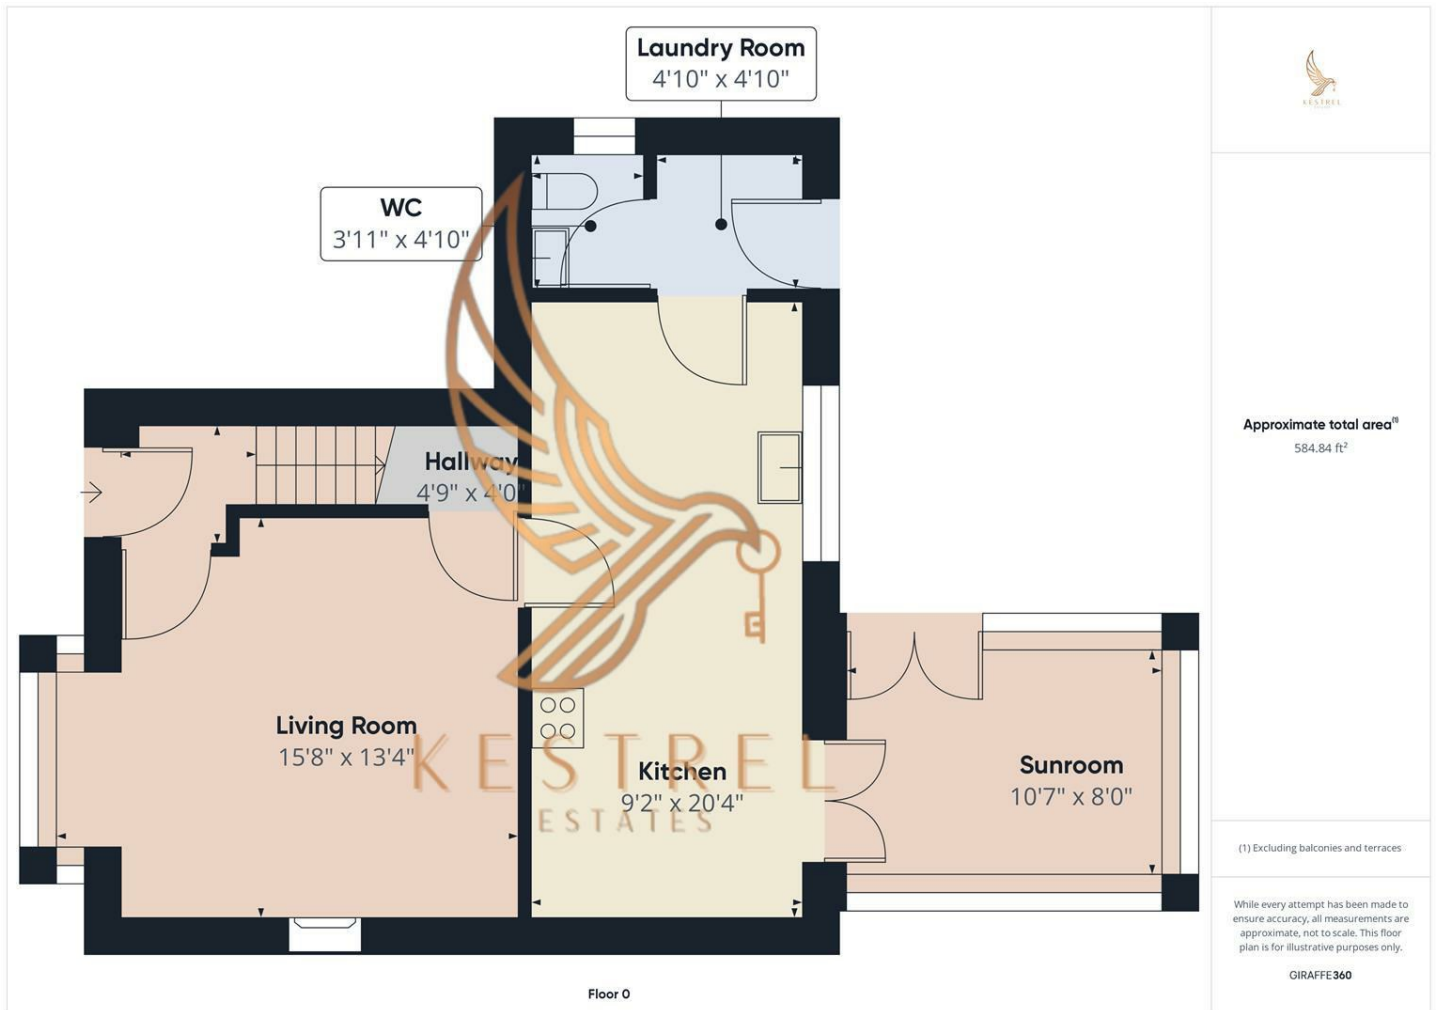 Laundry Room
4'10" x 4'10"
WC
3'11" x 4'10"
Hallway
4'9" x 4'0"
Living Room
15'8" x 13'4"
Kitchen
9'2" x 20'4"
Sunroom
10'7" x 8'0"
KESTREL
ESTATES
Floor 0
KESTREL
Approximate total area(1)
584.84 ft²
(1) Excluding balconies and terraces
While every attempt has been made to
ensure accuracy, all measurements are
approximate, not to scale. This floor
plan is for illustrative purposes only.
GIRAFFE360